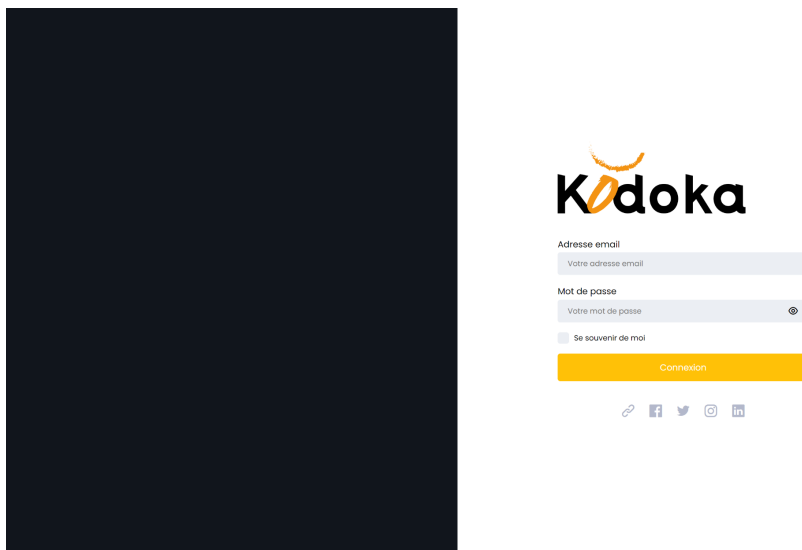 Kodoka
Adresse email
Votre adresse email
Mot de passe
Votre mot de passe
Se souvenir de moi
Connexion